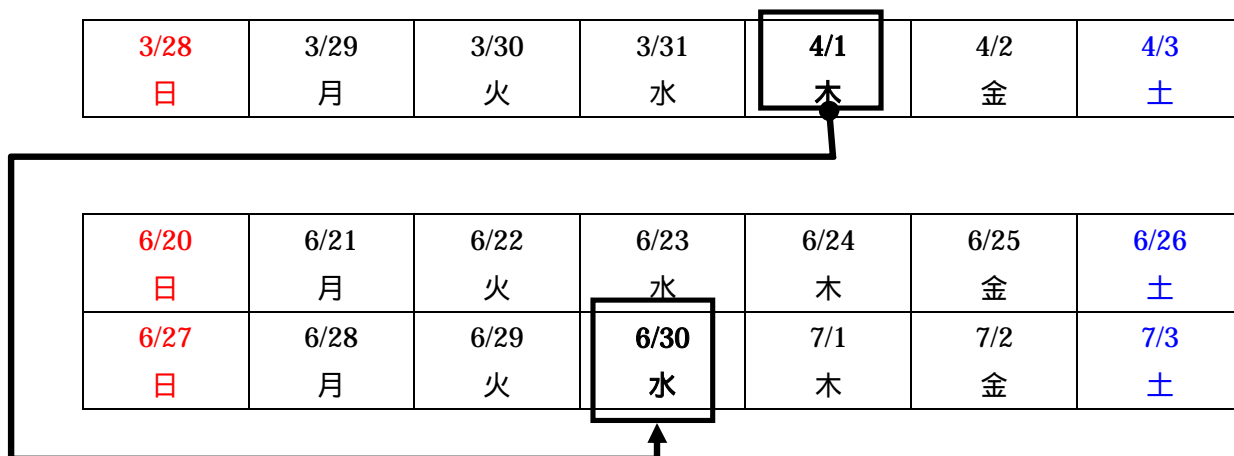 3/28 3/29 3/30 3/31 4/1 4/2 4/3
日 月 火 水 木 金 土
6/20 6/21 6/22 6/23 6/24 6/25 6/26
日 月 火 水 木 金 土
6/27 6/28 6/29 6/30 7/1 7/2 7/3
日 月 火 水 木 金 土